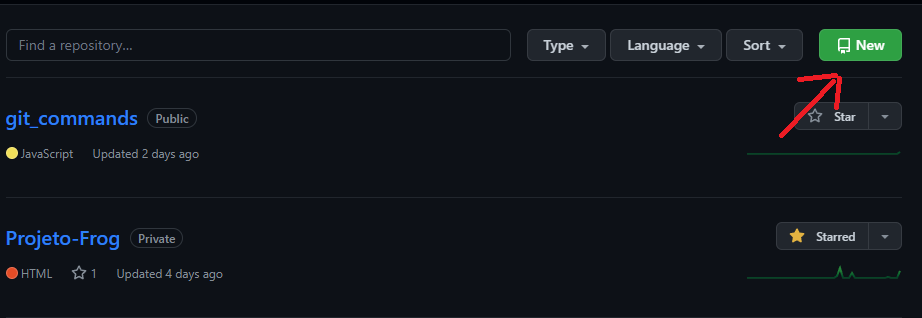 Find a repository...
Type
Language
Sort
New
git_commands
Public
Star
JavaScript
Updated 2 days ago
Projeto-Frog
Private
Starred
HTML
1
Updated 4 days ago